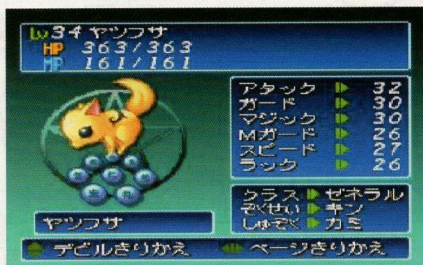 Lv34 ヤツフサ
HP 363/363
MP 161/161
アタック 32
ガード 30
マジック 30
Mガード 26
スピード 27
ラック 26
クラス ゼネラル
ぞくせい キン
しゅぞく カミ
ヤツフサ
デビルきりかえ ページきりかえ